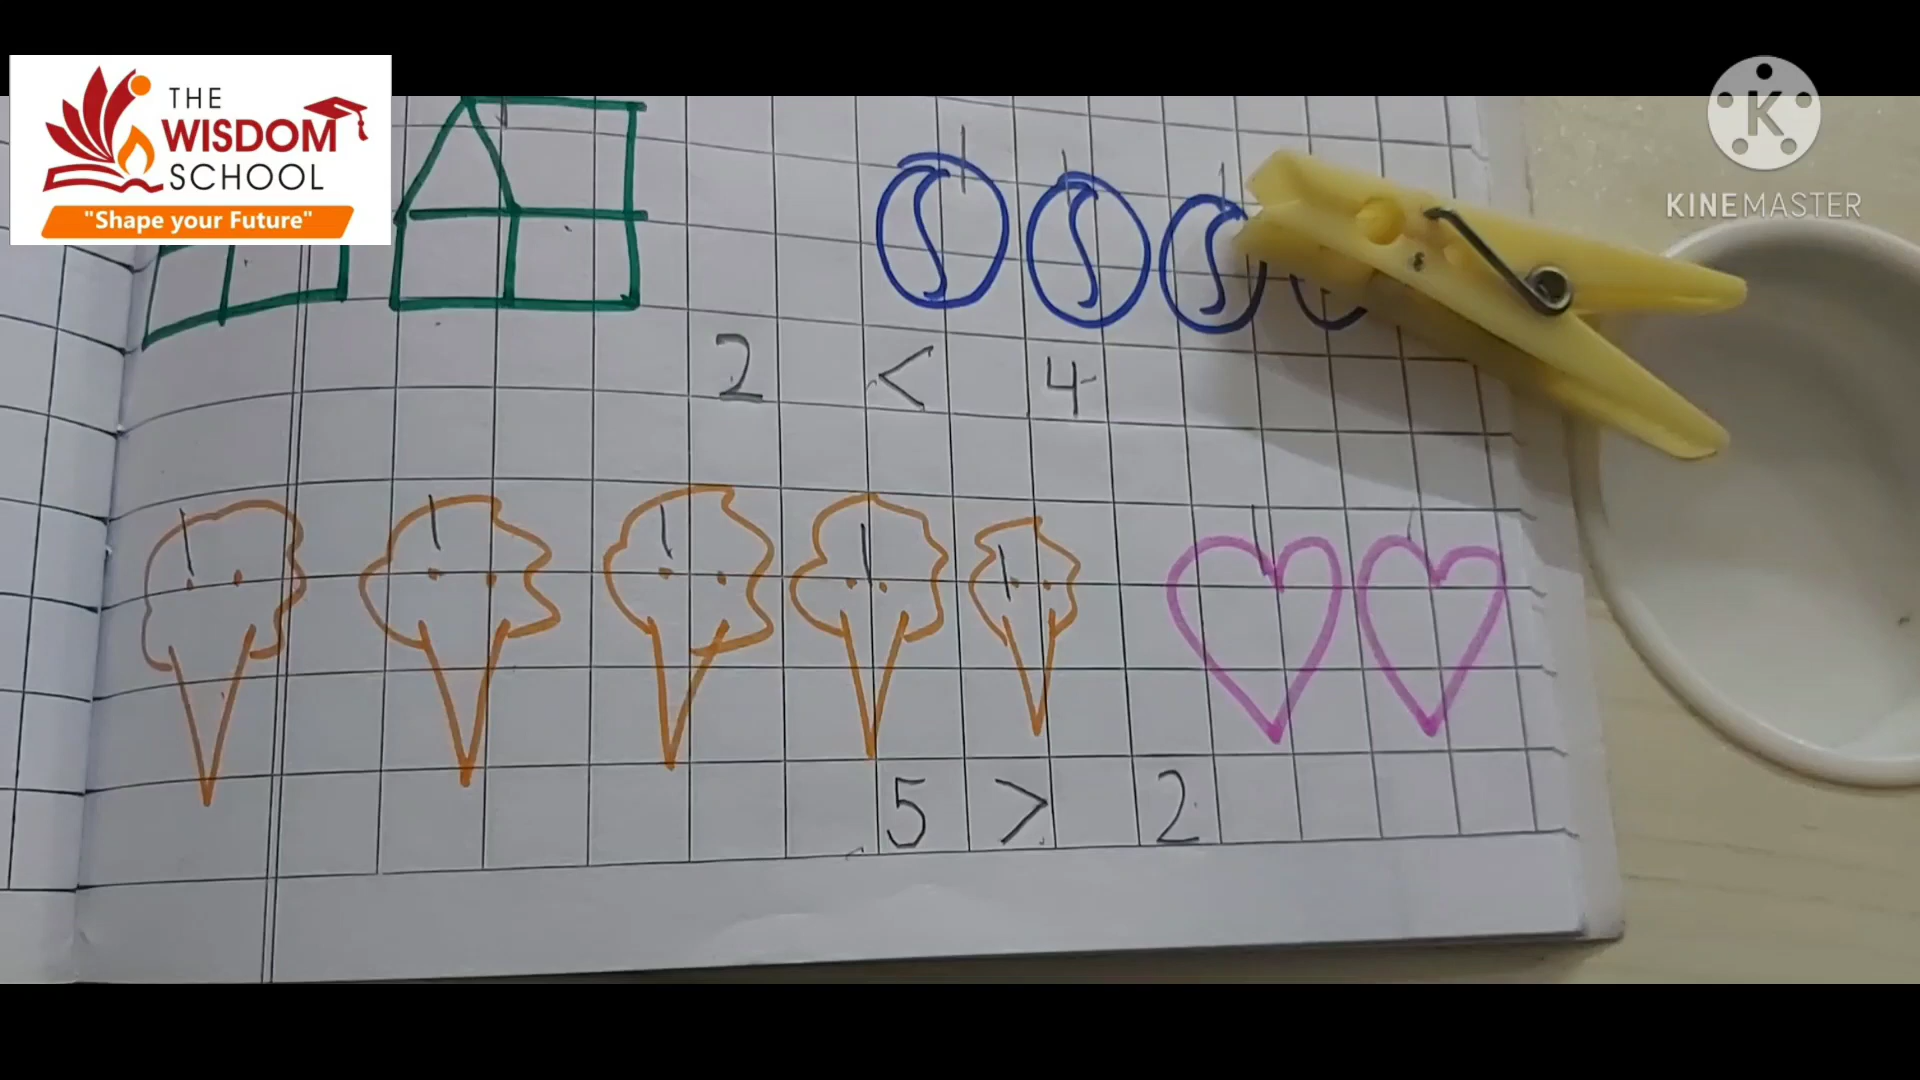 THE
WISDOM
SCHOOL
"Shape your Future"
K
KINEMASTER
2 < 4
5 > 2